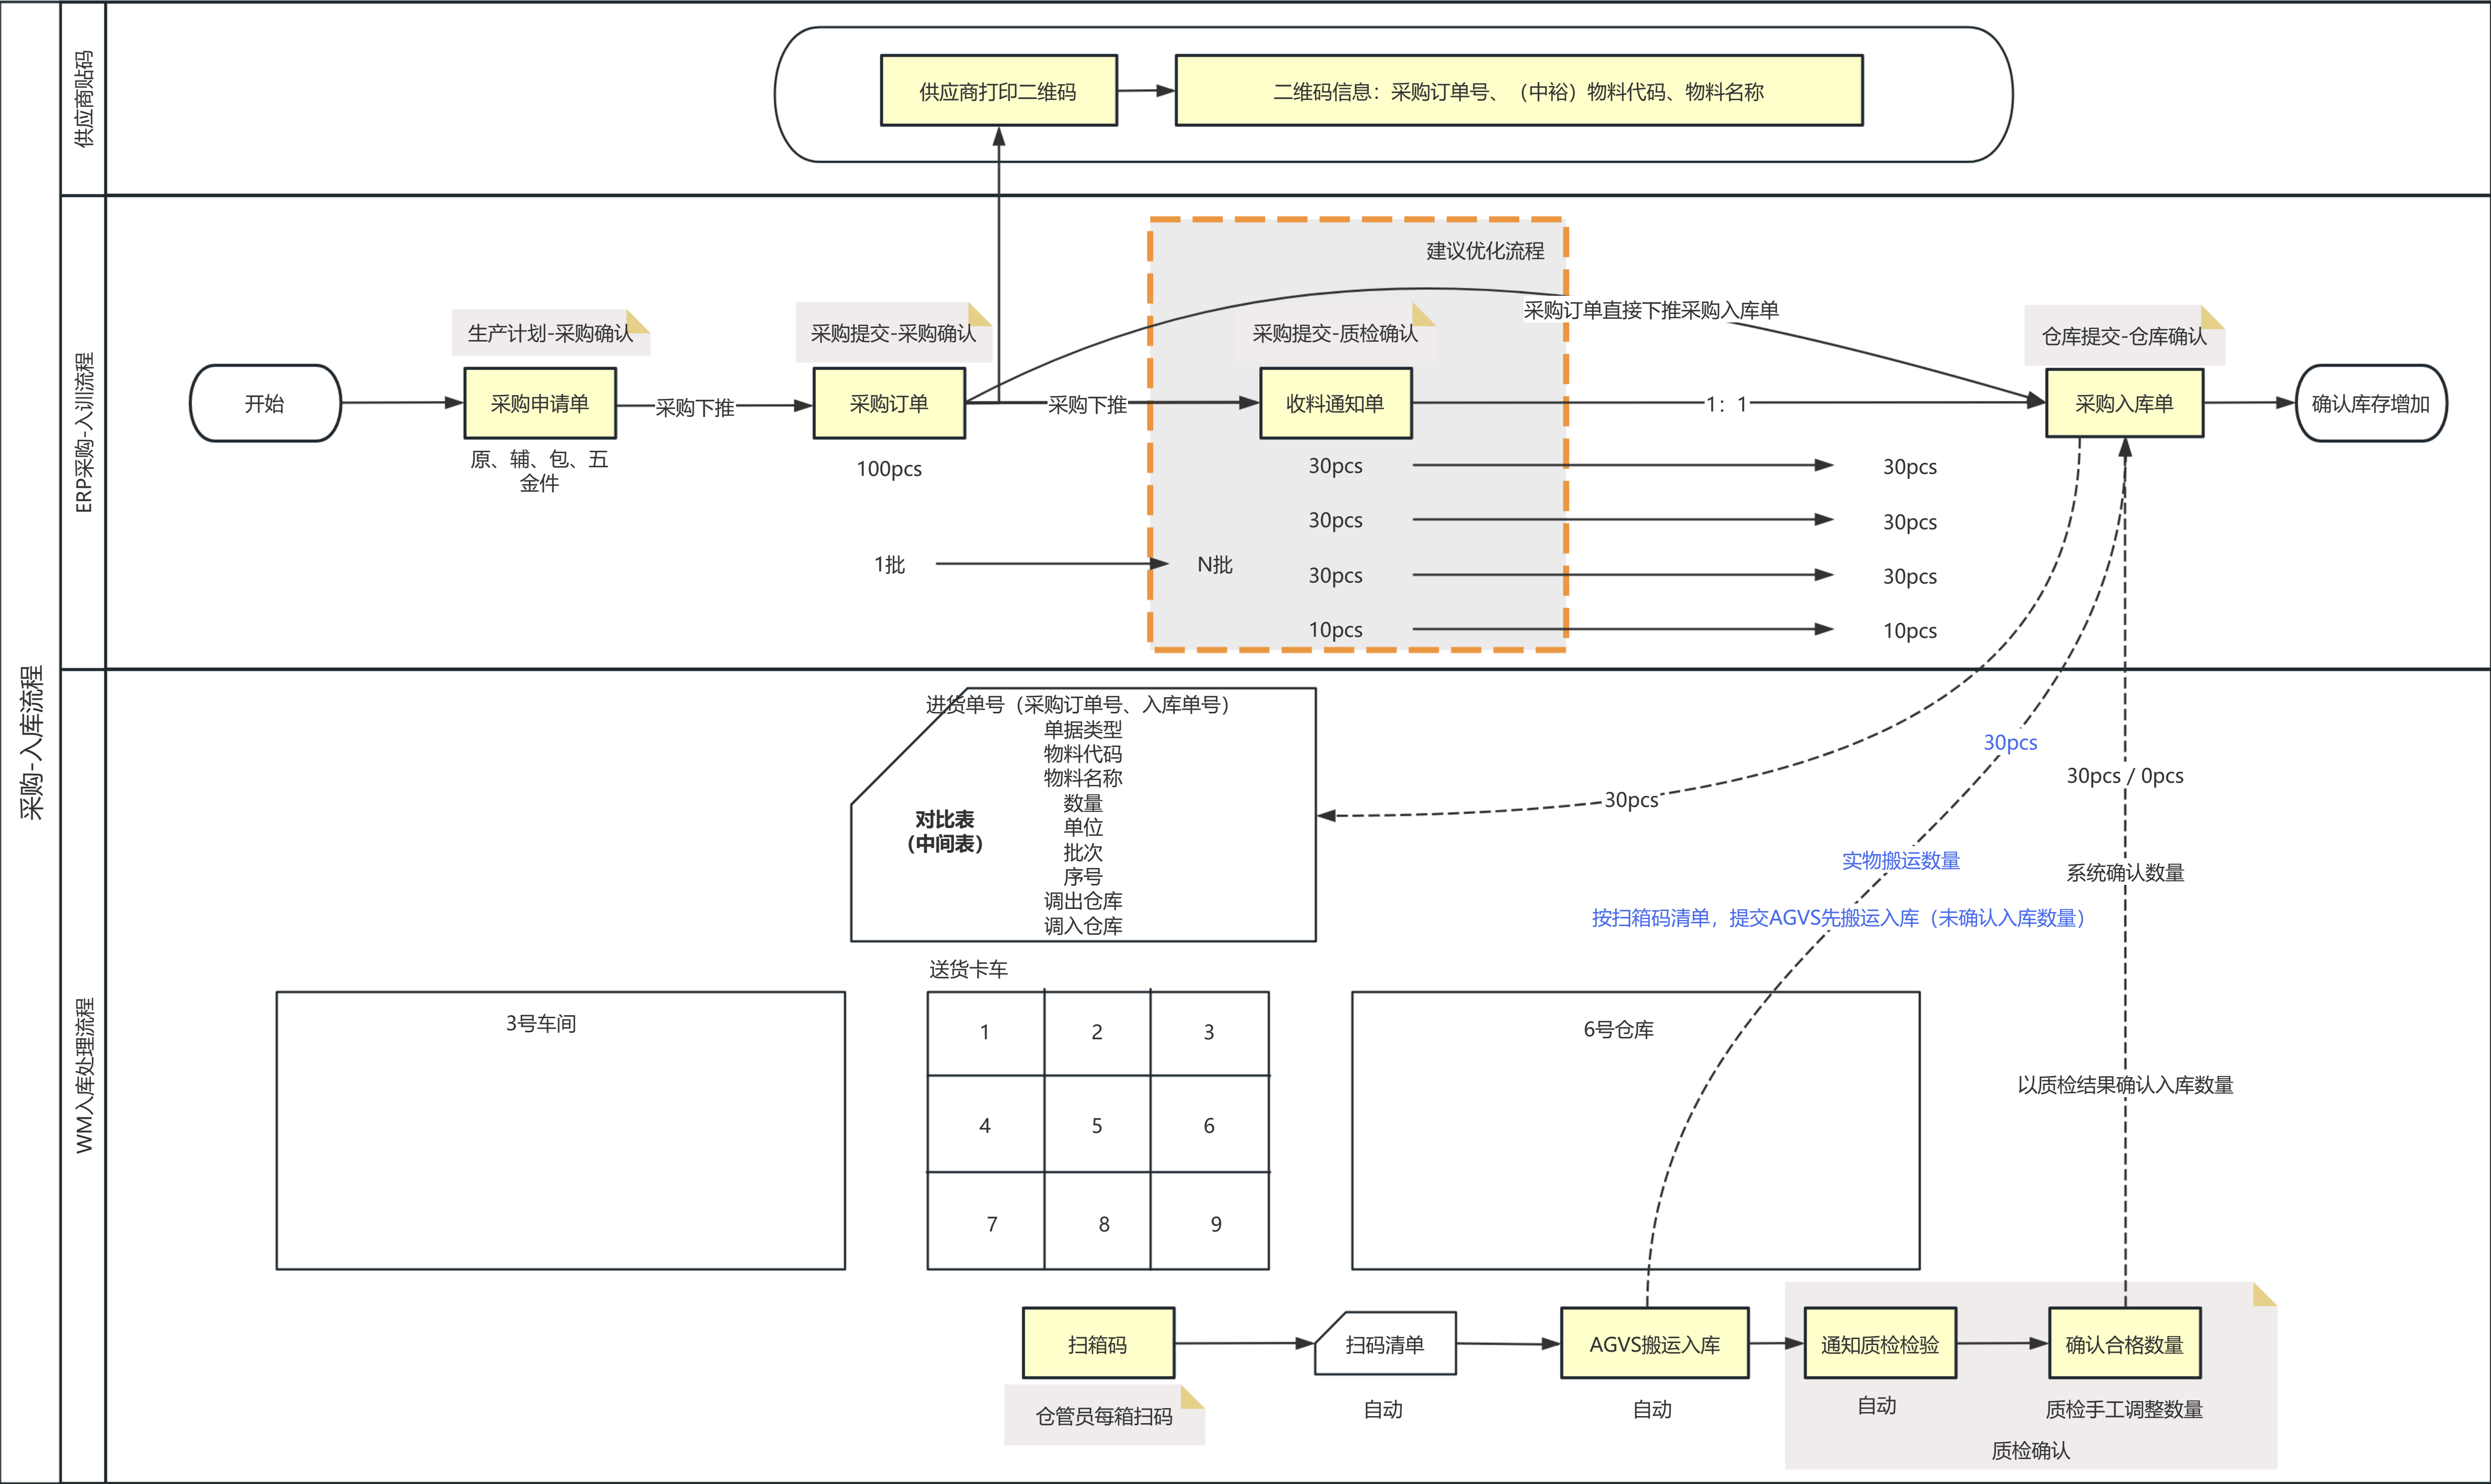 采购-入库流程
供应商贴码
供应商打印二维码
二维码信息：采购订单号、（中裕）物料代码、物料名称
ERP采购-入训流程
建议优化流程
生产计划-采购确认
采购提交-采购确认
采购提交-质检确认
采购订单直接下推采购入库单
仓库提交-仓库确认
开始
采购申请单
采购下推
采购订单
采购下推
收料通知单
1：1
采购入库单
确认库存增加
原、辅、包、五
金件
100pcs
30pcs
30pcs
30pcs
30pcs
1批
N批
30pcs
30pcs
10pcs
10pcs
WM入库处理流程
进货单号（采购订单号、入库单号）
单据类型
物料代码
物料名称
数量
单位
批次
序号
调出仓库
调入仓库
对比表
（中间表）
30pcs
30pcs
30pcs / 0pcs
实物搬运数量
系统确认数量
按扫箱码清单，提交AGVS先搬运入库（未确认入库数量）
以质检结果确认入库数量
送货卡车
3号车间
1
2
3
4
5
6
7
8
9
6号仓库
扫箱码
扫码清单
AGVS搬运入库
通知质检检验
确认合格数量
仓管员每箱扫码
自动
自动
自动
质检手工调整数量
质检确认